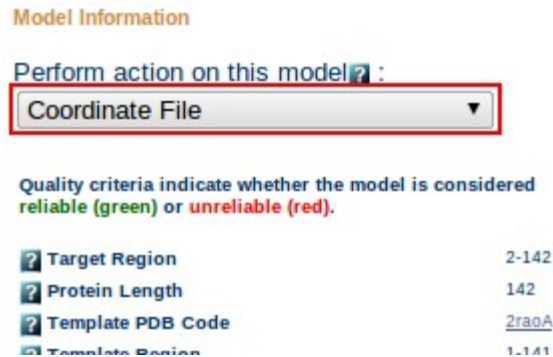 Model Information
Perform action on this model? :
Coordinate File
Quality criteria indicate whether the model is considered
reliable (green) or unreliable (red).
? Target Region 2-142
? Protein Length 142
? Template PDB Code 2raoA
? Template Region 1-141